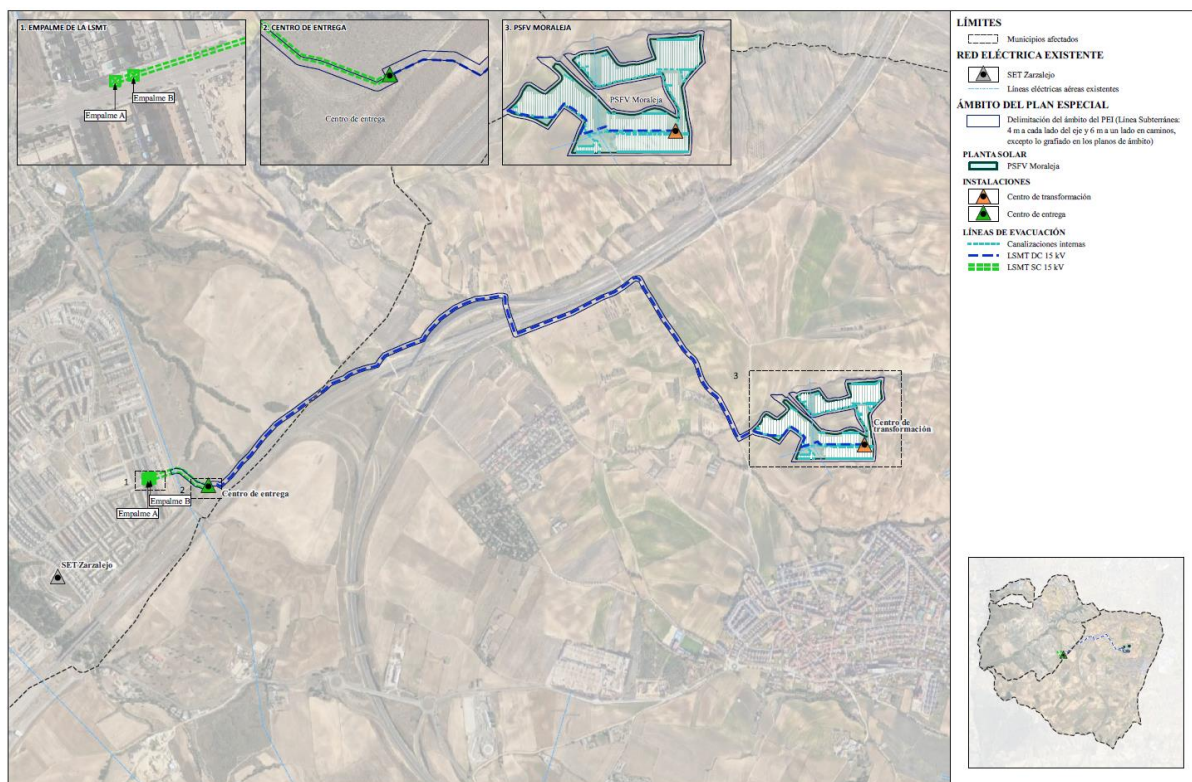 1. EMPALME DE LA LSMT
Empalme B
Empalme A
2. CENTRO DE ENTREGA
Centro de entrega
3. PSFV MORALEJA
PSFV Moraleja
3
Centro de
transformación
2
Centro de entrega
Empalme B
Empalme A
SET Zarzalejo
LÍMITES
Municipios afectados
RED ELÉCTRICA EXISTENTE
SET Zarzalejo
Líneas eléctricas aéreas existentes
ÁMBITO DEL PLAN ESPECIAL
Delimitación del ámbito del PEI (Línea Subterránea:
4 m a cada lado del eje y 6 m a un lado en caminos,
excepto lo grafiado en los planos de ámbito)
PLANTA SOLAR
PSFV Moraleja
INSTALACIONES
Centro de transformación
Centro de entrega
LÍNEAS DE EVACUACIÓN
Canalizaciones internas
LSMT DC 15 kV
LSMT SC 15 kV